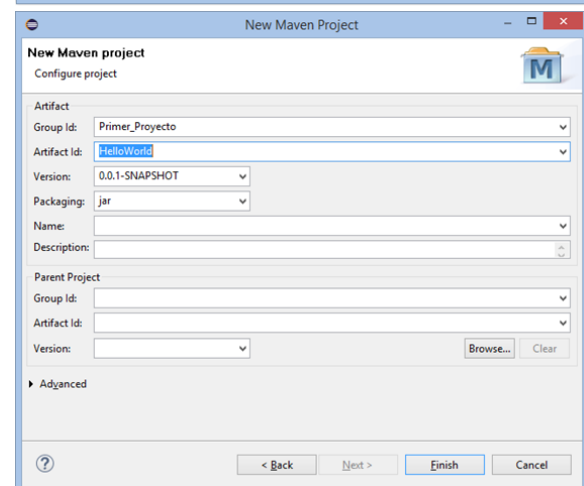 New Maven Project
New Maven project
Configure project
M
Artifact
Group Id: Primer_Proyecto
Artifact Id: HelloWorld
Version: 0.0.1-SNAPSHOT
Packaging: jar
Name:
Description:
Parent Project
Group Id:
Artifact Id:
Version: Browse... Clear
Advanced
? < Back Next > Finish Cancel